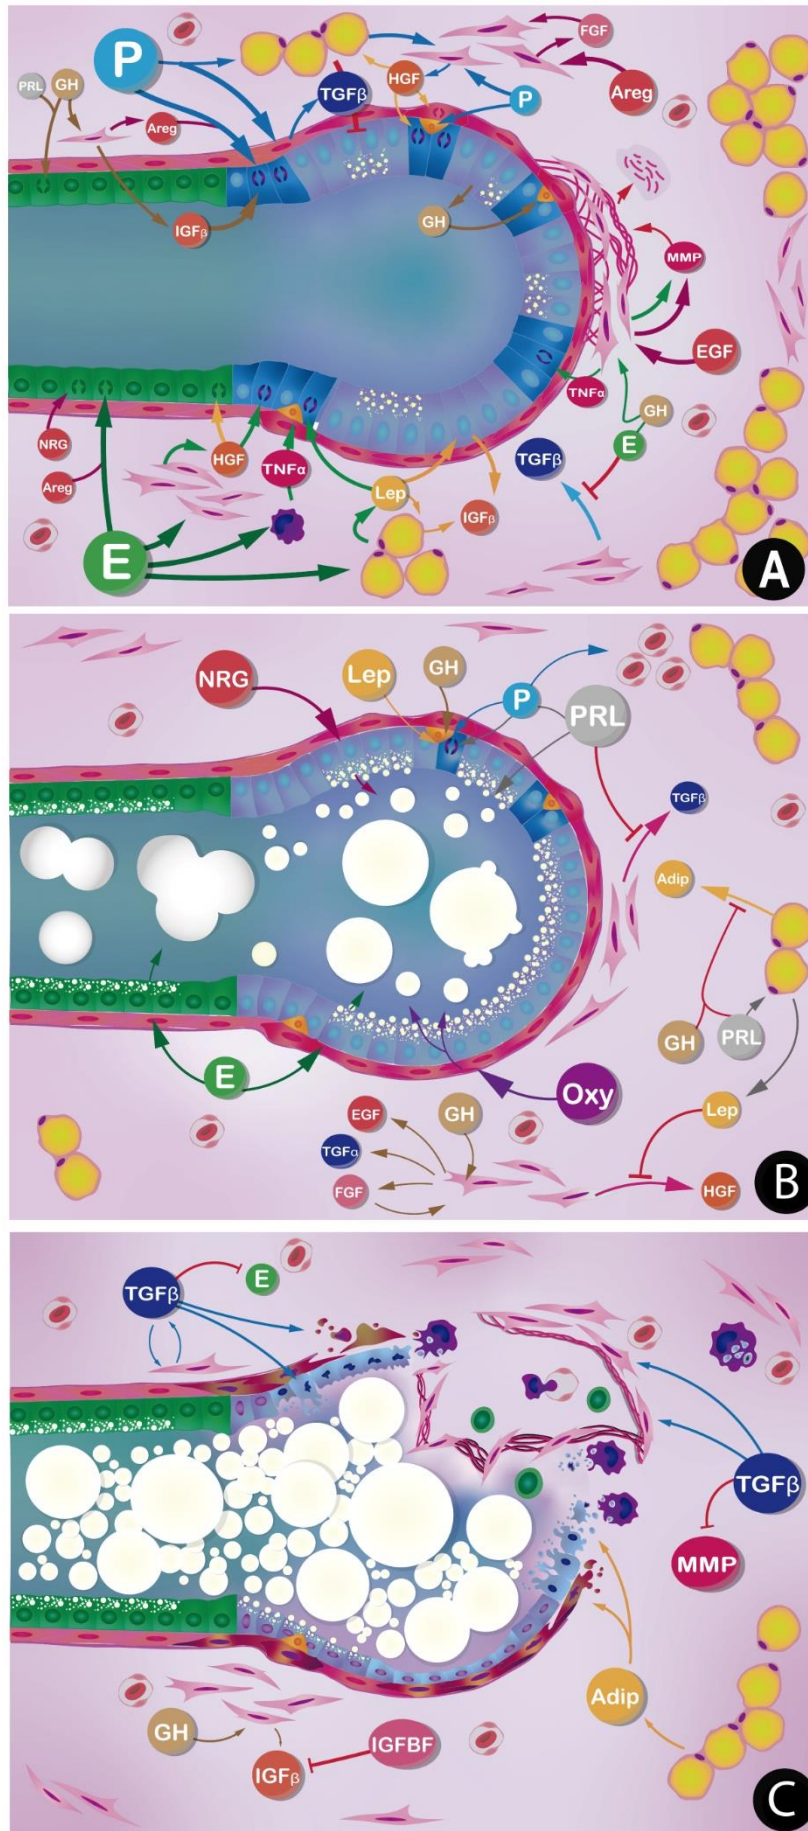 P
FGF
PRL
GH
TGFβ
HGF
P
Areg
Areg
IGFβ
GH
MMP
EGF
TNFα
GH
E
NRG
HGF
TNFα
Lep
TGFβ
Areg
IGFβ
E
A
NRG
Lep
GH
P
PRL
TGFβ
Adip
GH
PRL
E
Oxy
Lep
EGF
GH
TGFα
FGF
HGF
B
TGFβ
E
TGFβ
MMP
Adip
GH
IGFBF
IGFβ
C